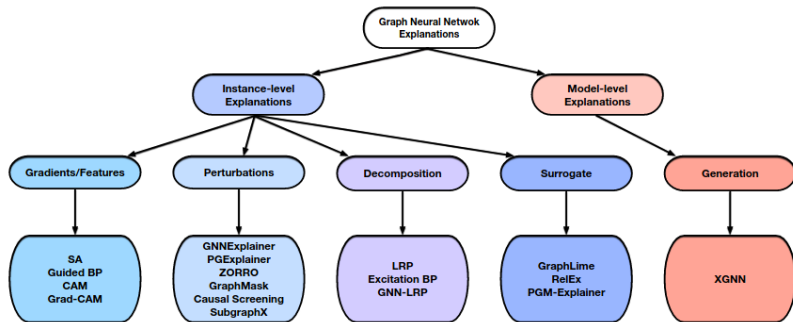 Graph Neural Netwok
Explanations
Instance-level
Explanations
Model-level
Explanations
Gradients/Features
Perturbations
Decomposition
Surrogate
Generation
SA
Guided BP
CAM
Grad-CAM
GNNExplainer
PGExplainer
ZORRO
GraphMask
Causal Screening
SubgraphX
LRP
Excitation BP
GNN-LRP
GraphLime
RelEx
PGM-Explainer
XGNN